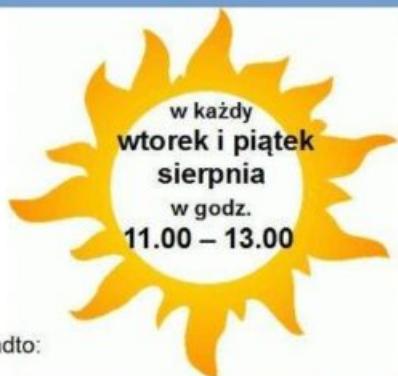 w każdy
wtorek i piątek
sierpnia
w godz.
11.00 – 13.00